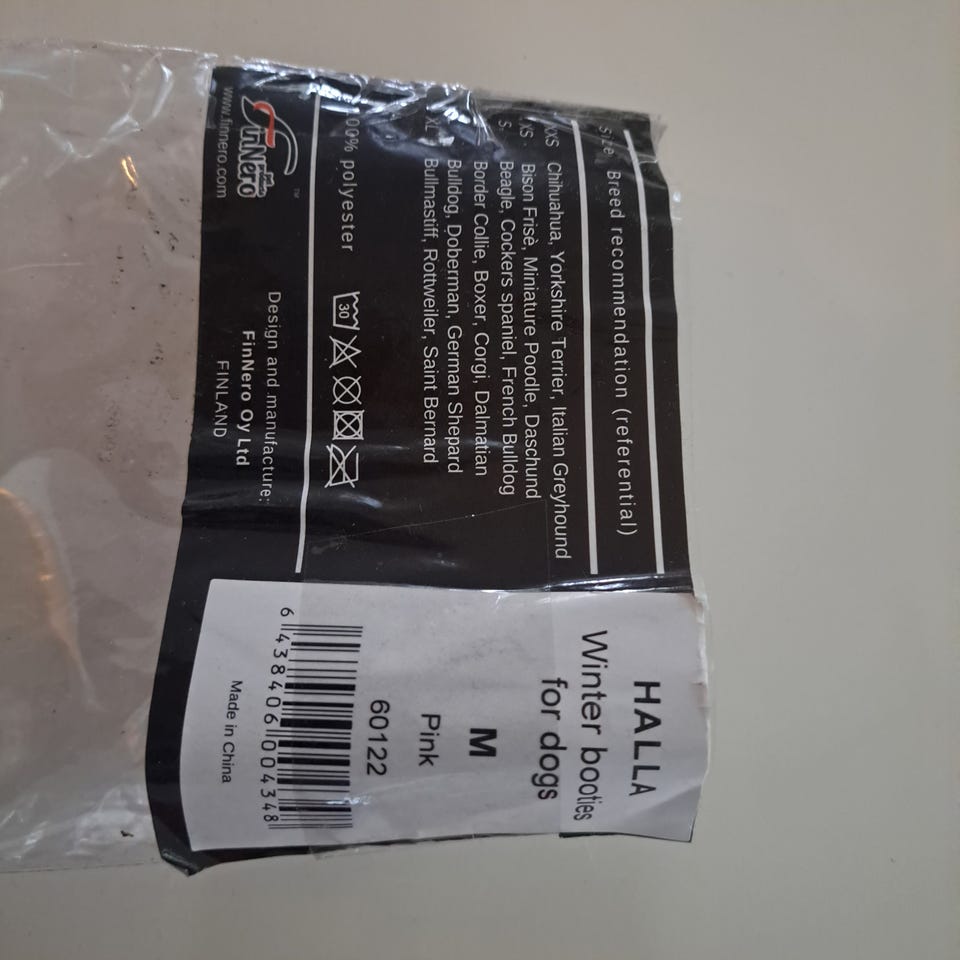 size Breed recommendation (referential)
XXS Chihuahua, Yorkshire Terrier, Italian Greyhound
XS Bison Frisè, Miniature Poodle, Daschund
S Beagle, Cockers spaniel, French Bulldog
Border Collie, Boxer, Corgi, Dalmatian
Bulldog, Doberman, German Shepard
XL Bullmastiff, Rottweiler, Saint Bernard
00% polyester
30
Design and manufacture:
FinNero Oy Ltd
FINLAND
FinNero
TM
www.finnero.com
HALLA
Winter booties
for dogs
M
Pink
60122
6 438406 004348
Made in China